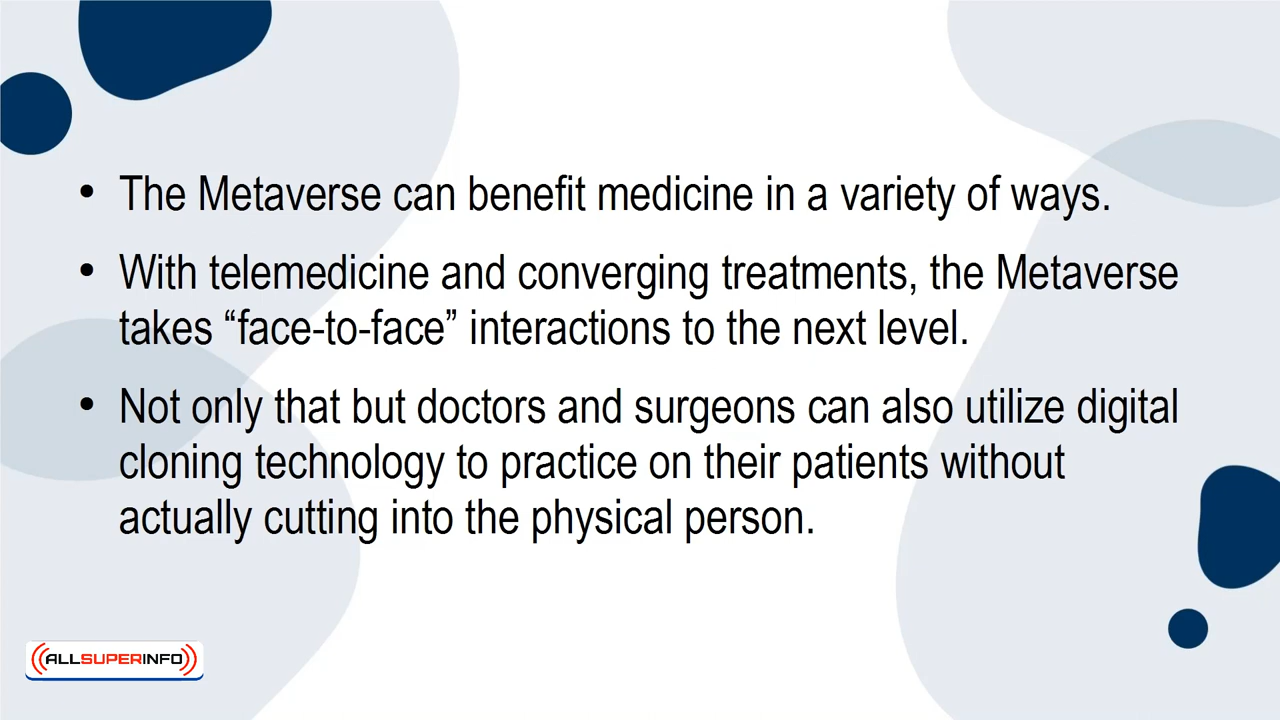 • The Metaverse can benefit medicine in a variety of ways.
• With telemedicine and converging treatments, the Metaverse
takes “face-to-face” interactions to the next level.
• Not only that but doctors and surgeons can also utilize digital
cloning technology to practice on their patients without
actually cutting into the physical person.
ALLSUPERINFO